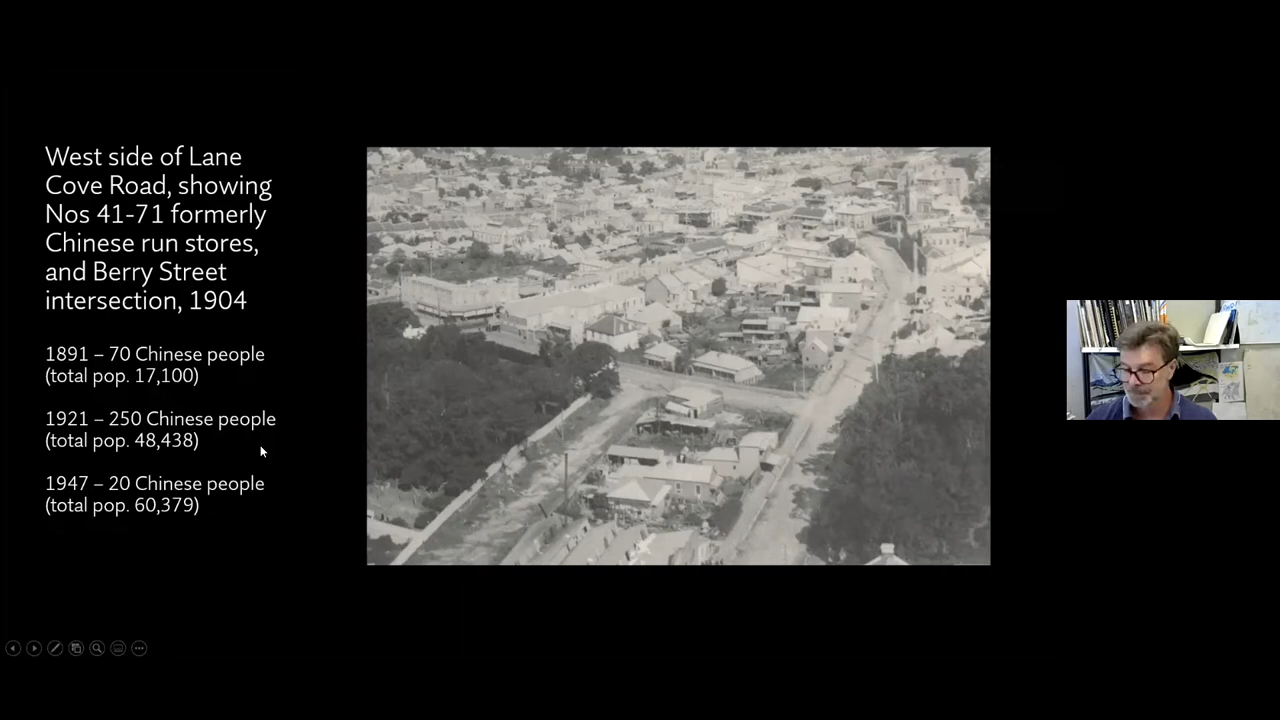 West side of Lane
Cove Road, showing
Nos 41-71 formerly
Chinese run stores,
and Berry Street
intersection, 1904
1891 – 70 Chinese people
(total pop. 17,100)
1921 – 250 Chinese people
(total pop. 48,438)
1947 – 20 Chinese people
(total pop. 60,379)